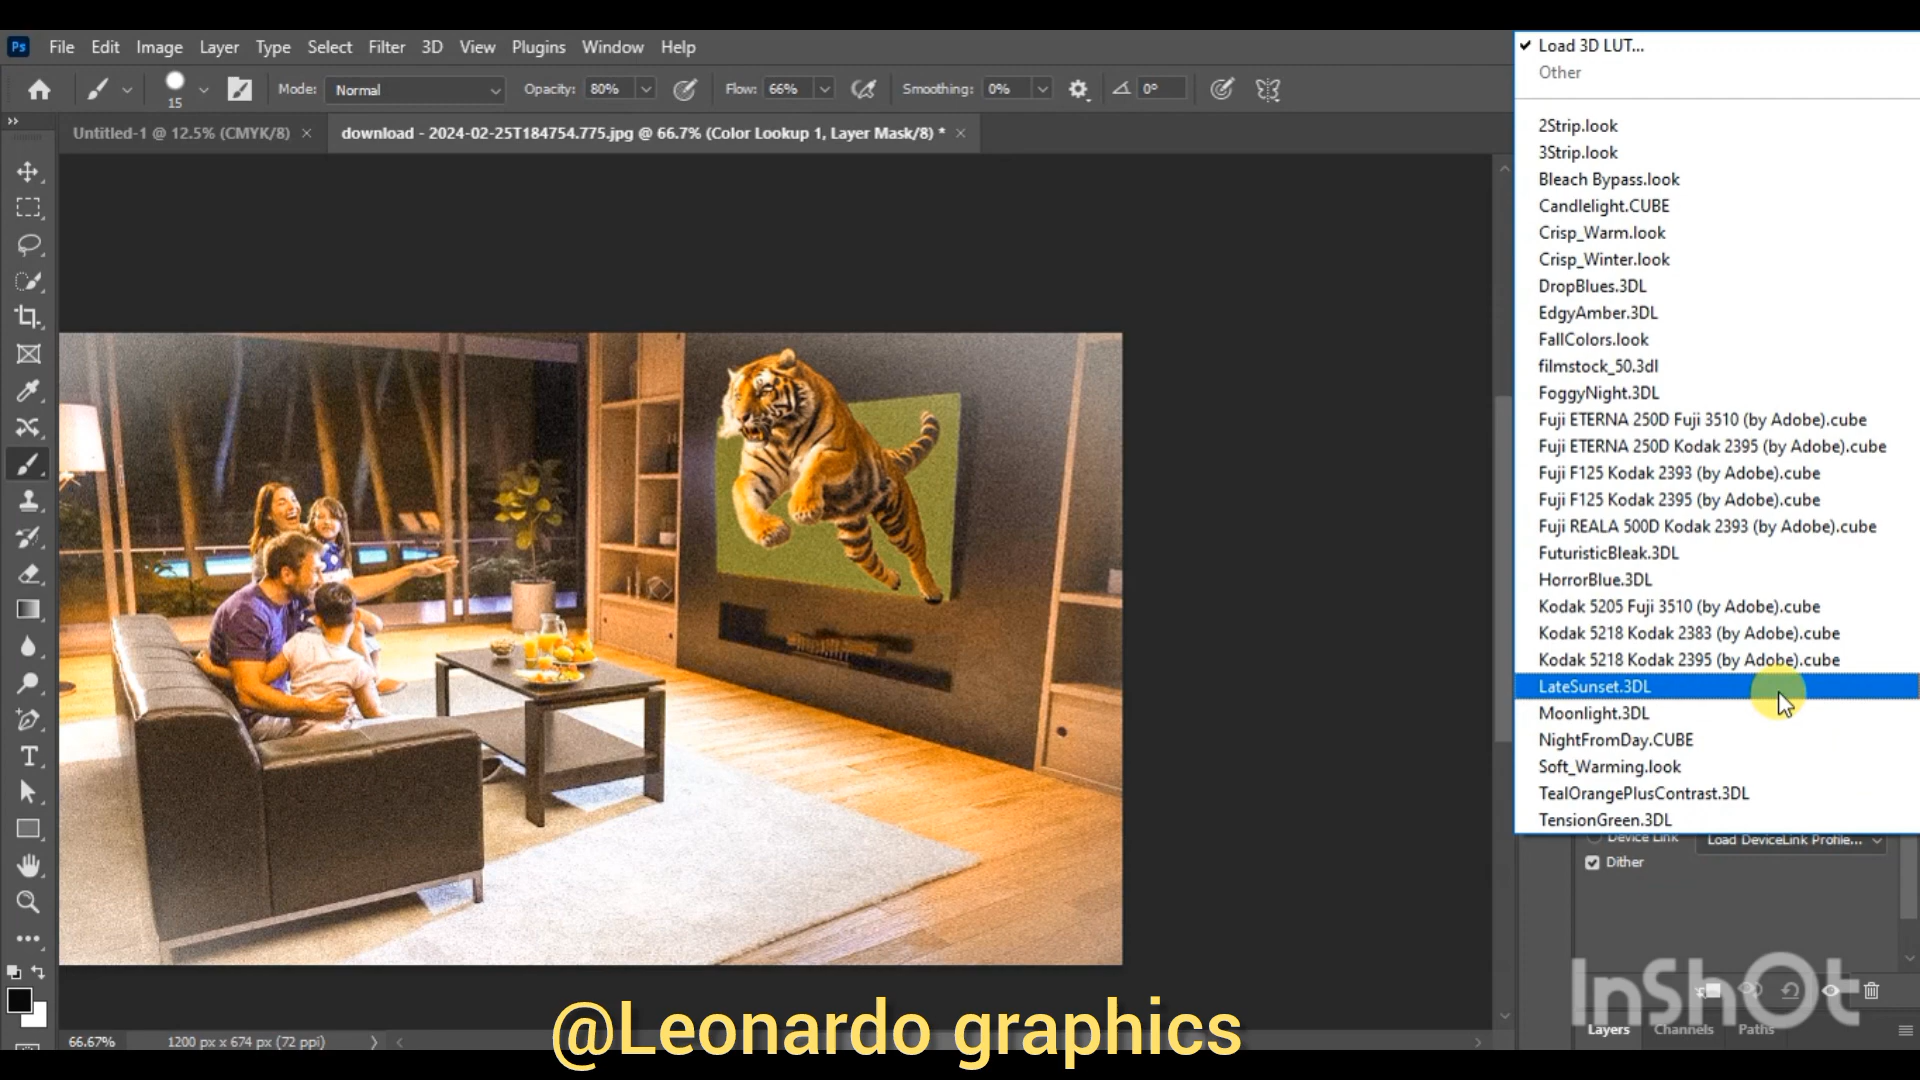 Ps File Edit Image Layer Type Select Filter 3D View Plugins Window Help
15 Mode: Normal Opacity: 80% Flow: 66% Smoothing: 0% 0°
Untitled-1 @ 12.5% (CMYK/8) × download - 2024-02-25T184754.775.jpg @ 66.7% (Color Lookup 1, Layer Mask/8) * ×
Load 3D LUT...
Other
2Strip.look
3Strip.look
Bleach Bypass.look
Candlelight.CUBE
Crisp_Warm.look
Crisp_Winter.look
DropBlues.3DL
EdgyAmber.3DL
FallColors.look
filmstock_50.3dl
FoggyNight.3DL
Fuji ETERNA 250D Fuji 3510 (by Adobe).cube
Fuji ETERNA 250D Kodak 2395 (by Adobe).cube
Fuji F125 Kodak 2393 (by Adobe).cube
Fuji F125 Kodak 2395 (by Adobe).cube
Fuji REALA 500D Kodak 2393 (by Adobe).cube
FuturisticBleak.3DL
HorrorBlue.3DL
Kodak 5205 Fuji 3510 (by Adobe).cube
Kodak 5218 Kodak 2383 (by Adobe).cube
Kodak 5218 Kodak 2395 (by Adobe).cube
LateSunset.3DL
Moonlight.3DL
NightFromDay.CUBE
Soft_Warming.look
TealOrangePlusContrast.3DL
TensionGreen.3DL
Device Link Load DeviceLink Profile...
Dither
InShOt
Layers Channels Paths
@Leonardo graphics
66.67% 1200 px x 674 px (72 ppi)